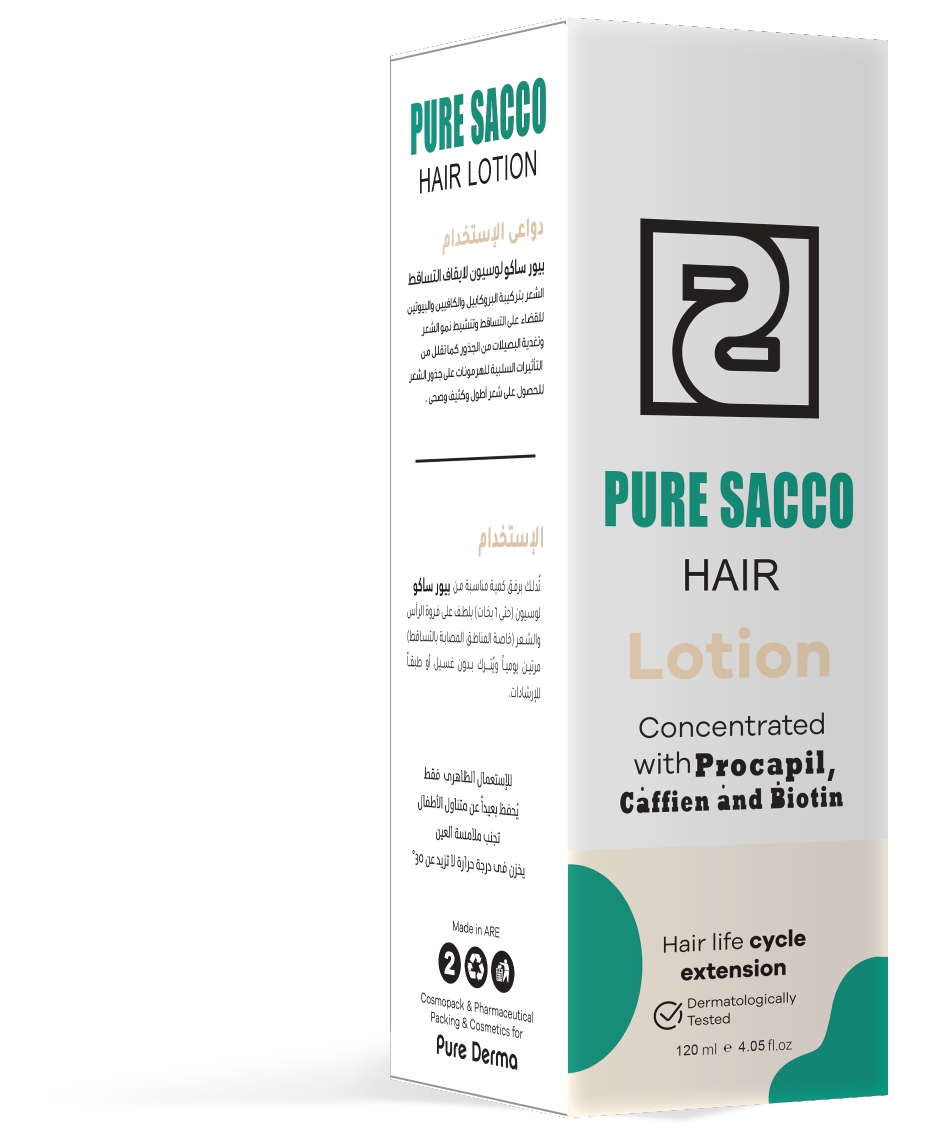 PURE SACCO
HAIR LOTION
دواعى الإستخدام
بيور ساكو لوسيون لايقاف التساقط
الشعر بتركيبة البروكابيل والكافيين والبيوتين
للقضاء على التساقط وتنشيط نمو الشعر
وتغدية البصيلات من الجذور كما تقلل من
التأثيرات السلبية للهرمونات على جذور الشعر
للحصول على شعر أطول وكثيف وصحى .
الإستخدام
تُدلك برفق كمية مناسبة من بيور ساكو
لوسيون (حتى 6 بخات) بلطف على فروة الرأس
والشعر (خاصة المناطق المصابة بالتساقط)
مرتين يومياً ويُترك بدون غسيل أو طبقاً
للإرشادات.
للإستعمال الظاهرى فقط
يُحفظ بعيداً عن متناول الأطفال
تجنب ملامسة العين
يخزن فى درجة حرارة لا تزيد عن 30°
Made in ARE
2
Cosmopack & Pharmaceutical
Packing & Cosmetics for
Pure Derma
PURE SACCO
HAIR
Lotion
Concentrated
with Procapil,
Caffien and Biotin
Hair life cycle
extension
Dermatologically
Tested
120 ml e 4.05 fl.oz